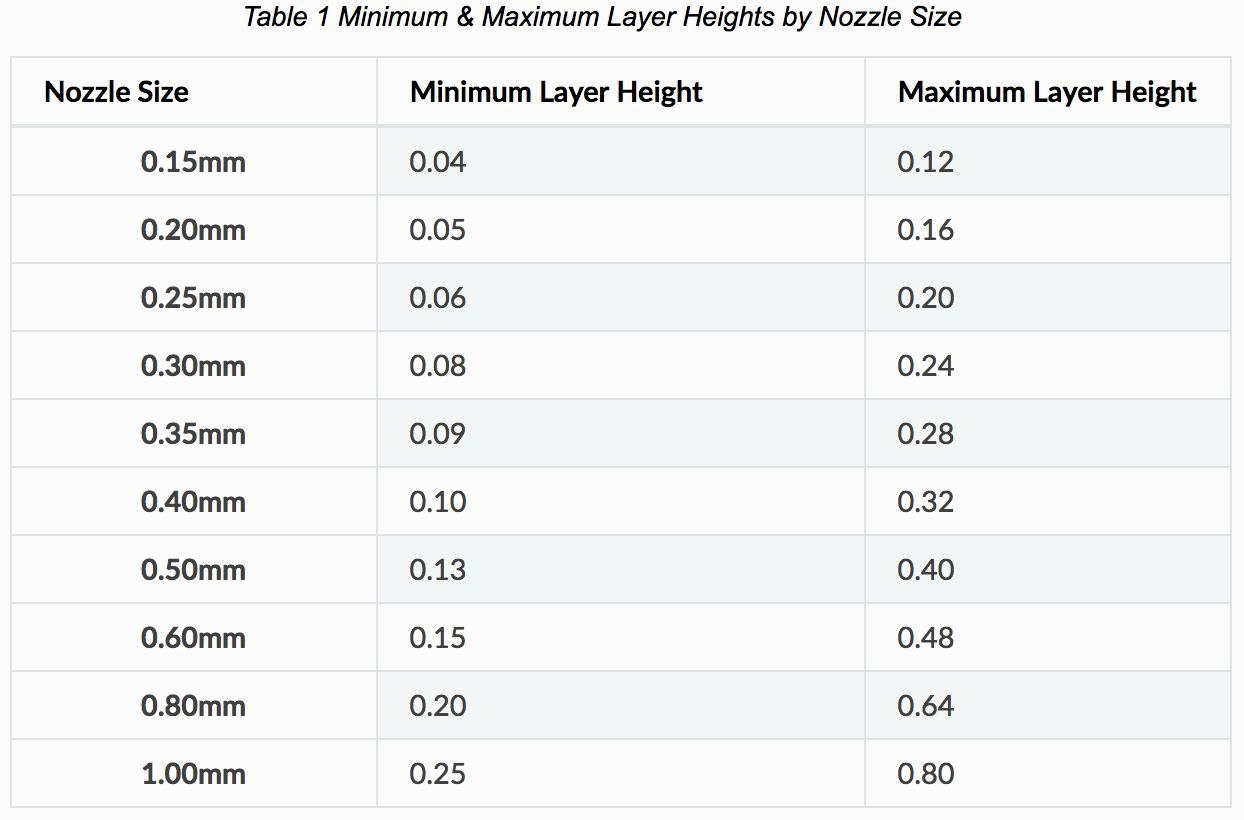 Table 1 Minimum & Maximum Layer Heights by Nozzle Size
Nozzle Size Minimum Layer Height Maximum Layer Height
0.15mm 0.04 0.12
0.20mm 0.05 0.16
0.25mm 0.06 0.20
0.30mm 0.08 0.24
0.35mm 0.09 0.28
0.40mm 0.10 0.32
0.50mm 0.13 0.40
0.60mm 0.15 0.48
0.80mm 0.20 0.64
1.00mm 0.25 0.80